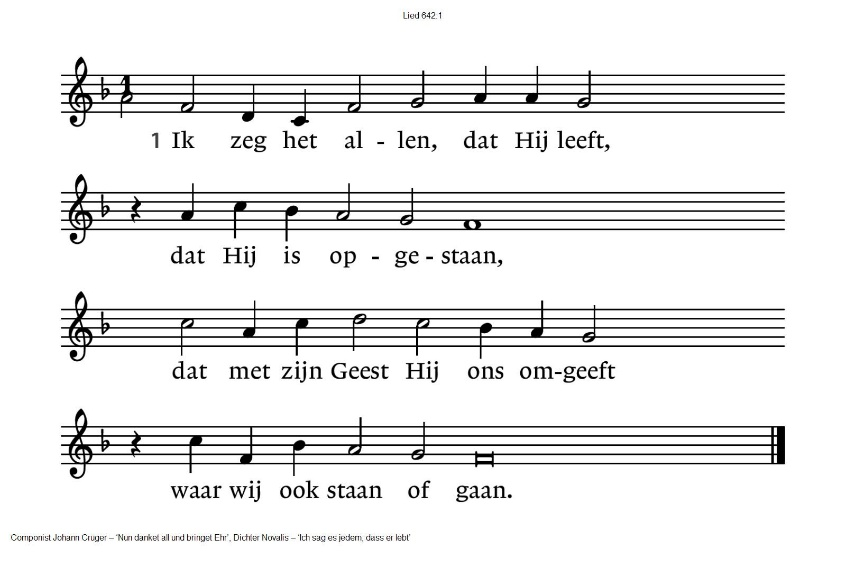 Lied 642:1
1 Ik zeg het al - len, dat Hij leeft,
dat Hij is op - ge - staan,
dat met zijn Geest Hij ons om-geeft
waar wij ook staan of gaan.
Componist Johann Crüger – ‘Nun danket all und bringet Ehr’, Dichter Novalis – ‘Ich sag es jedem, dass er lebt’